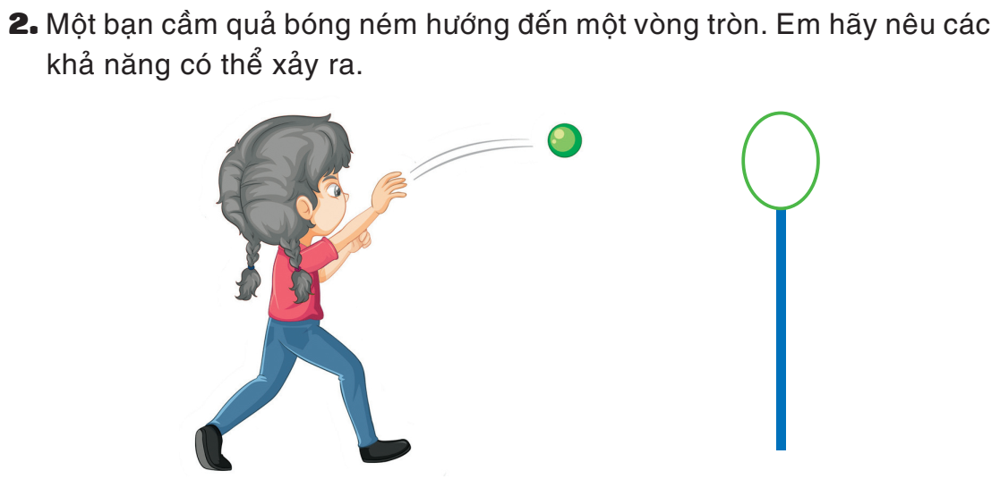 2. Một bạn cầm quả bóng ném hướng đến một vòng tròn. Em hãy nêu các
khả năng có thể xảy ra.